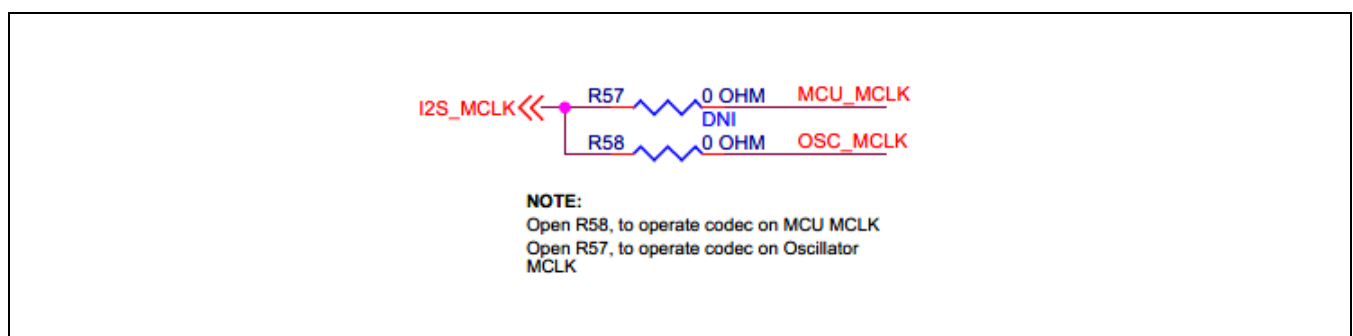 R57 0 OHM MCU_MCLK
I2S_MCLK
DNI
R58 0 OHM OSC_MCLK
NOTE:
Open R58, to operate codec on MCU MCLK
Open R57, to operate codec on Oscillator
MCLK